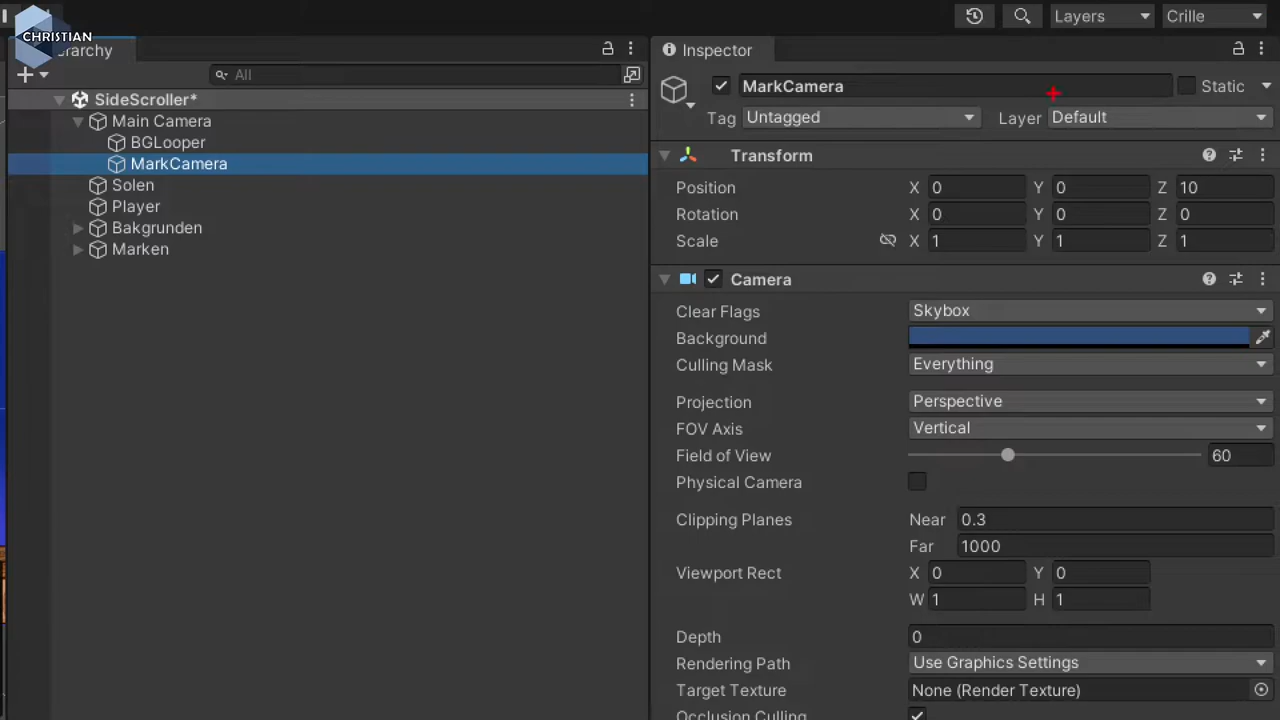 Layers
Crille
CHRISTIAN
erarchy
Inspector
All
MarkCamera
Static
Tag
Untagged
Layer
Default
SideScroller*
Main Camera
BGLooper
MarkCamera
Solen
Player
Bakgrunden
Marken
Transform
Position X 0 Y 0 Z 10
Rotation X 0 Y 0 Z 0
Scale X 1 Y 1 Z 1
Camera
Clear Flags Skybox
Background
Culling Mask Everything
Projection Perspective
FOV Axis Vertical
Field of View 60
Physical Camera
Clipping Planes Near 0.3
Far 1000
Viewport Rect X 0 Y 0
W 1 H 1
Depth 0
Rendering Path Use Graphics Settings
Target Texture None (Render Texture)
Occlusion Culling